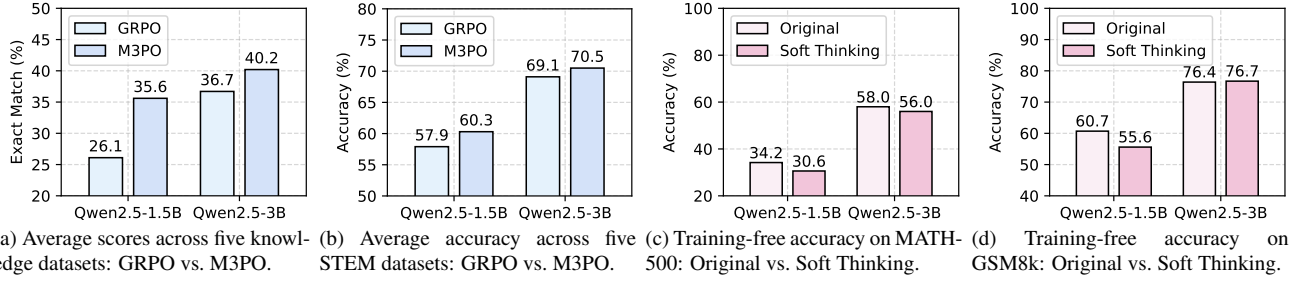 50
45
40
35
30
25
20
Exact Match (%)
GRPO
M3PO
26.1
35.6
36.7
40.2
Qwen2.5-1.5B
Qwen2.5-3B
a) Average scores across five knowl-
edge datasets: GRPO vs. M3PO.
80
75
70
65
60
55
50
Accuracy (%)
GRPO
M3PO
57.9
60.3
69.1
70.5
Qwen2.5-1.5B
Qwen2.5-3B
(b) Average accuracy across five
STEM datasets: GRPO vs. M3PO.
100
80
60
40
20
Accuracy (%)
Original
Soft Thinking
34.2
30.6
58.0
56.0
Qwen2.5-1.5B
Qwen2.5-3B
(c) Training-free accuracy on MATH-
500: Original vs. Soft Thinking.
100
90
80
70
60
50
40
Accuracy (%)
Original
Soft Thinking
60.7
55.6
76.4
76.7
Qwen2.5-1.5B
Qwen2.5-3B
(d) Training-free accuracy on
GSM8k: Original vs. Soft Thinking.